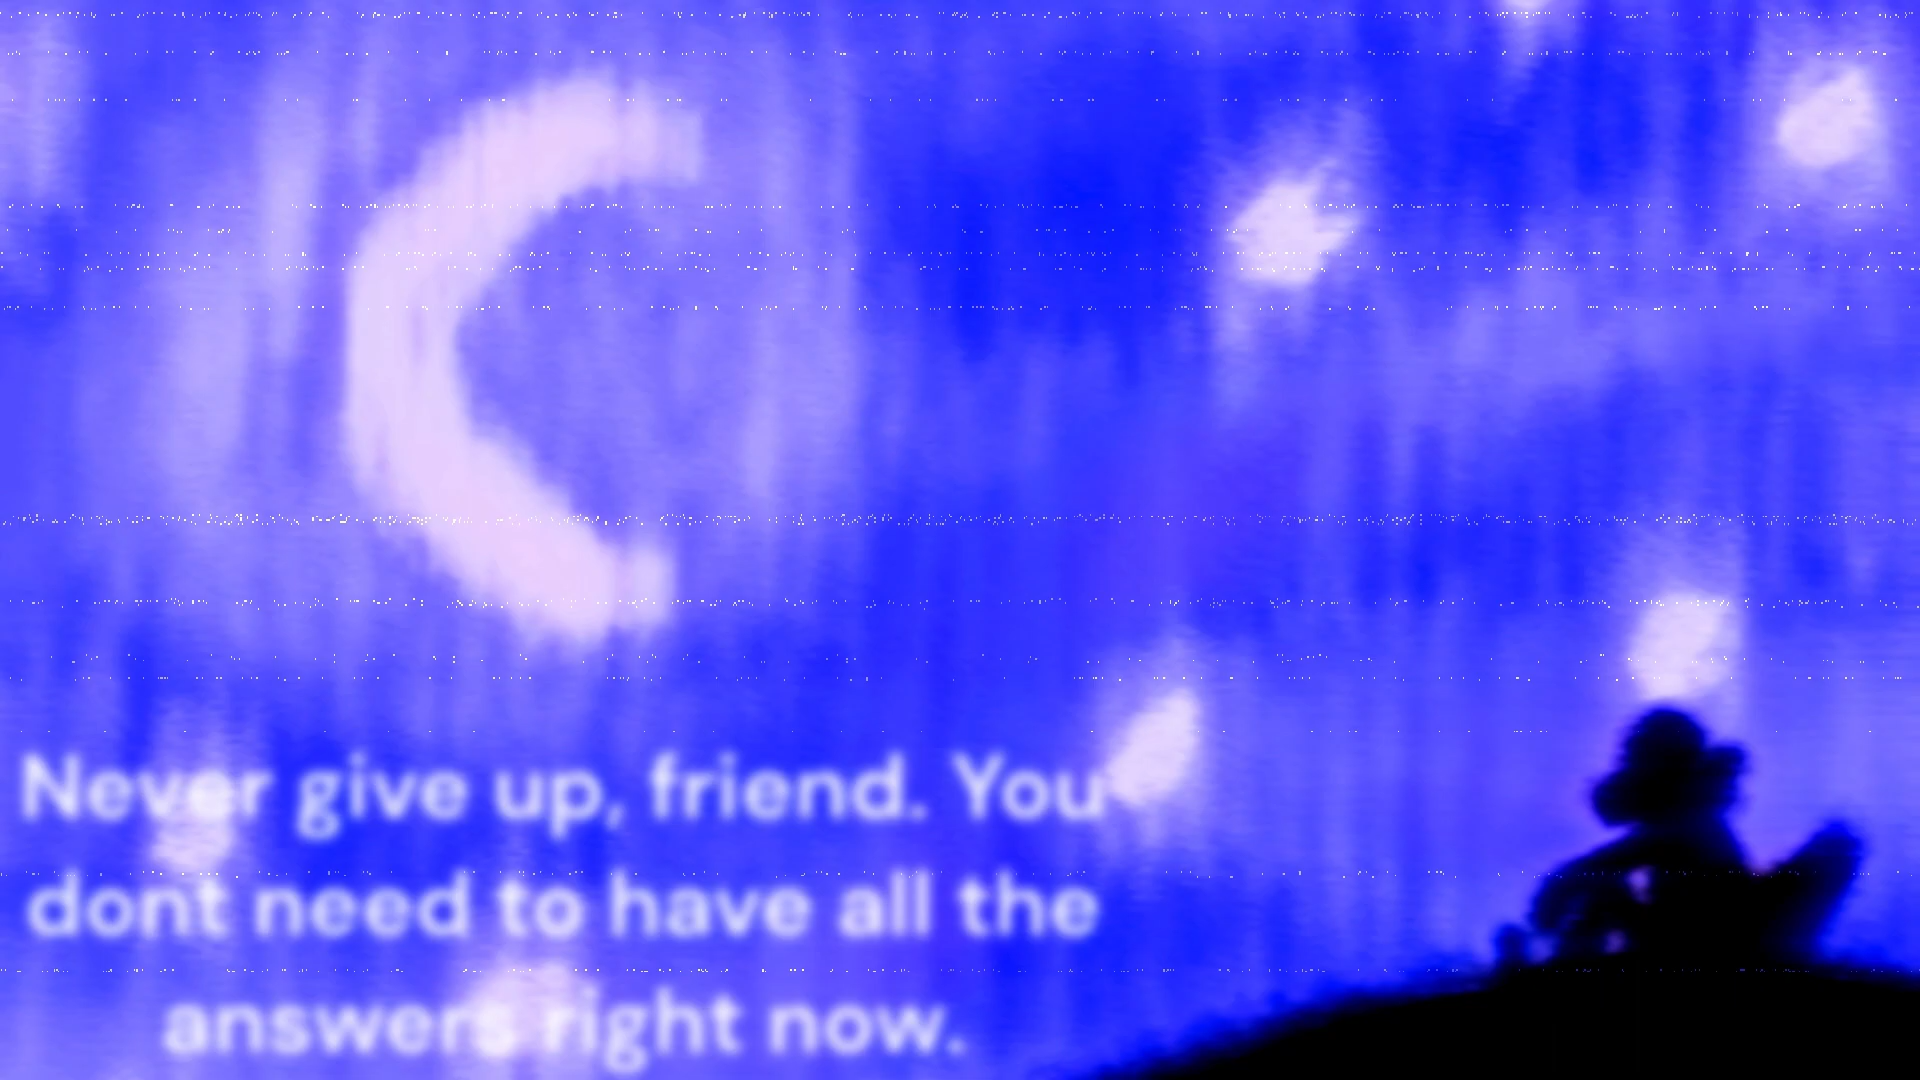 Never give up, friend. You
dont need to have all the
answers right now.